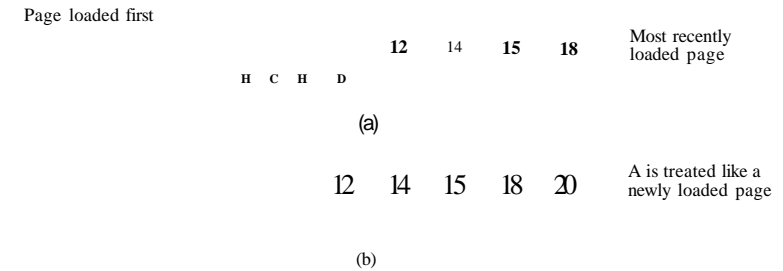 Page loaded first
12 14 15 18
Most recently
loaded page
H C H D
(a)
12 14 15 18 20
A is treated like a
newly loaded page
(b)